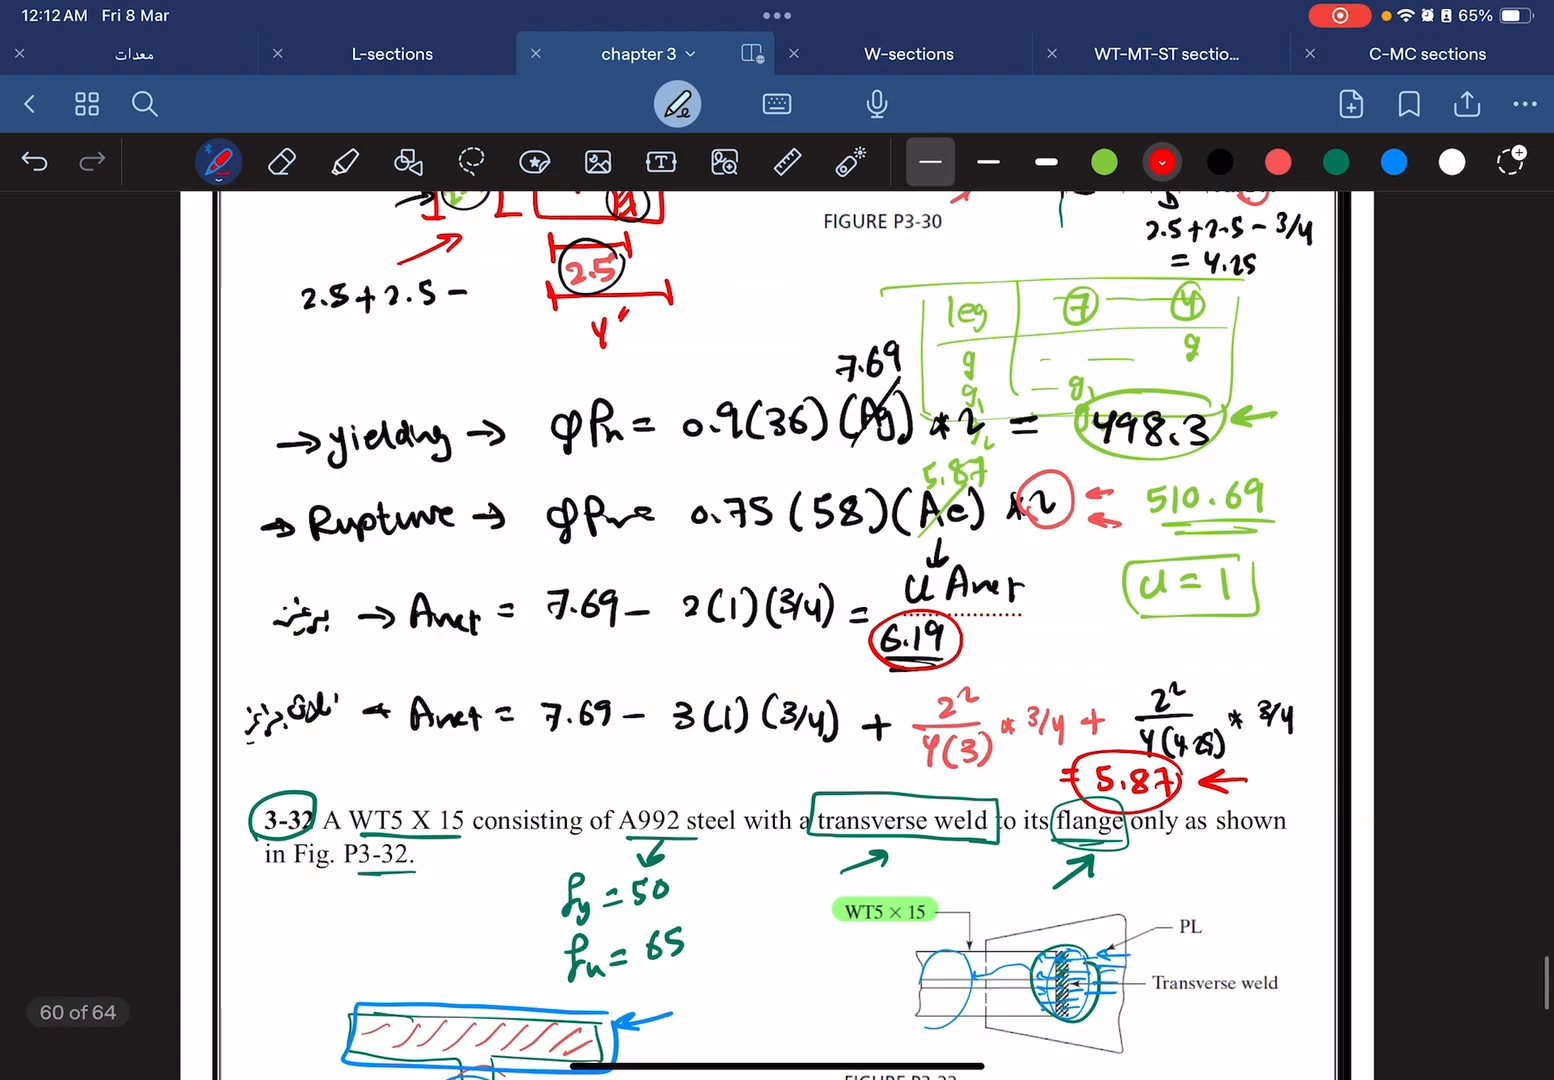 12:12 AM Fri 8 Mar
65%
معدات
L-sections
chapter 3
W-sections
WT-MT-ST sectio...
C-MC sections
FIGURE P3-30
2.5+2.5 - 3/4
= 4.25
2.5
2.5+2.5 -
4"
leg 7 4
g - — g
g₁ - g₁
7.69
→ yielding → φPn = 0.9(36)(Ag) * 2 = 498.3
5.87
→ Rupture → φPn = 0.75 (58)(Ae) * 2
510.69
U Anet
U = 1
→ Anet = 7.69 - 2(1)(3/4) =
6.19
Anet = 7.69 - 3(1)(3/4) + 2²/4(3) * 3/4 + 2²/4(4.25) * 3/4
= 5.87
3-32 A WT5 X 15 consisting of A992 steel with a transverse weld to its flange only as shown
in Fig. P3-32.
fy = 50
fu = 65
WT5 × 15
PL
Transverse weld
60 of 64